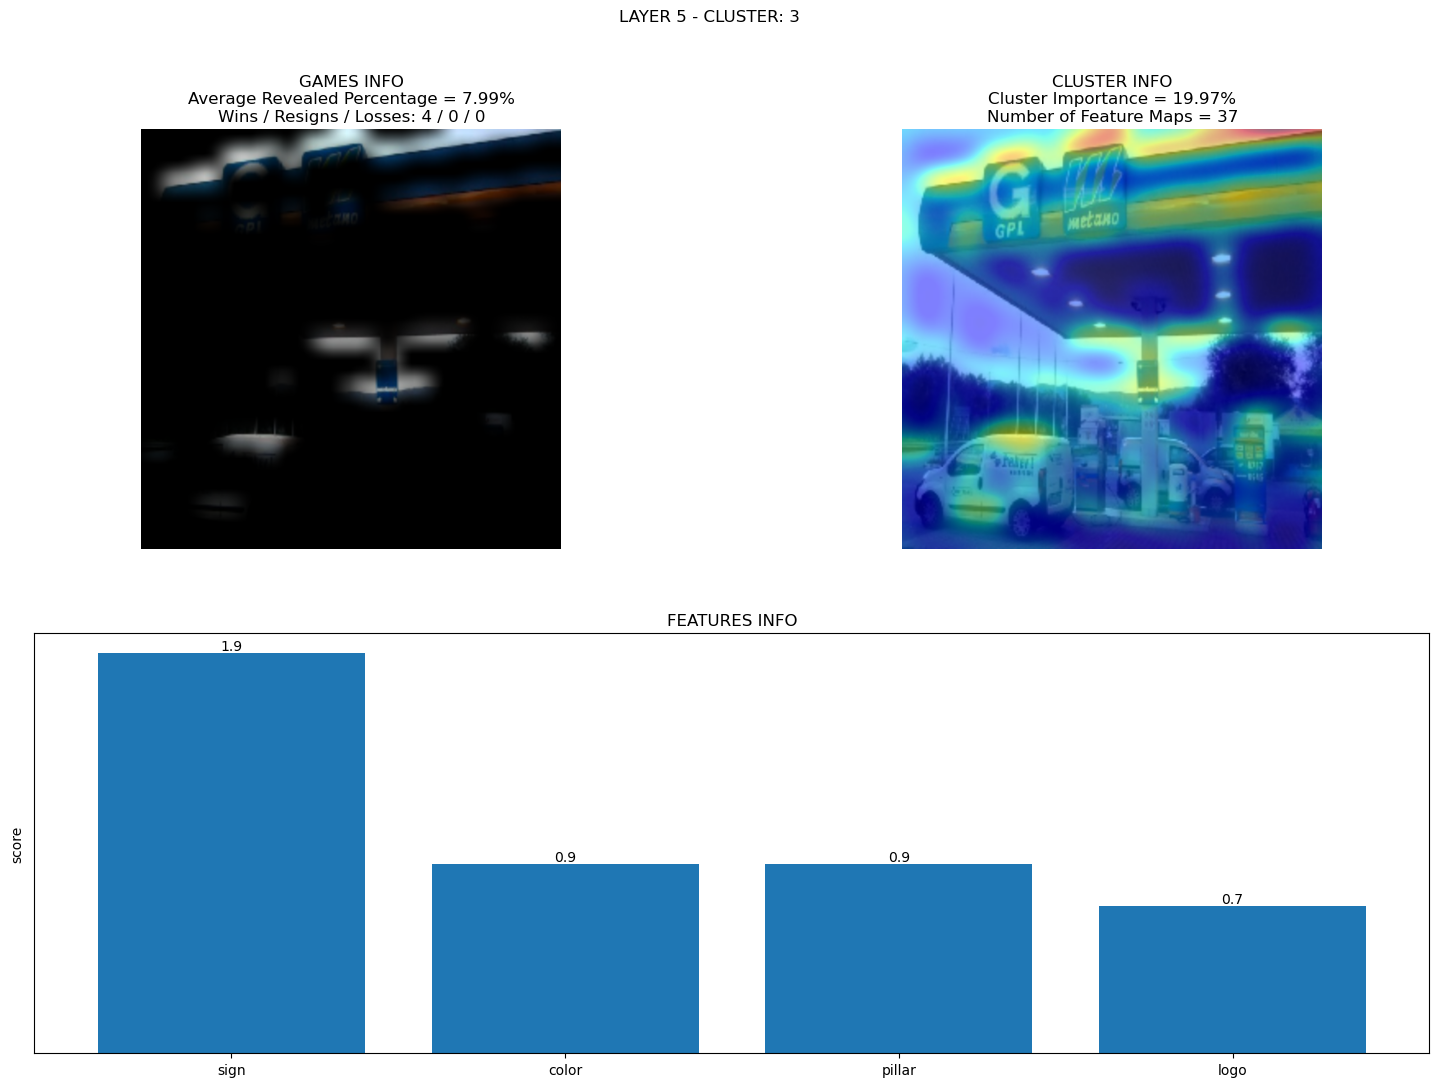 LAYER 5 - CLUSTER: 3
GAMES INFO
Average Revealed Percentage = 7.99%
Wins / Resigns / Losses: 4 / 0 / 0
G
GPL
metano
CLUSTER INFO
Cluster Importance = 19.97%
Number of Feature Maps = 37
G
GPL
metano
FEATURES INFO
score
1.9
0.9
0.9
0.7
sign
color
pillar
logo